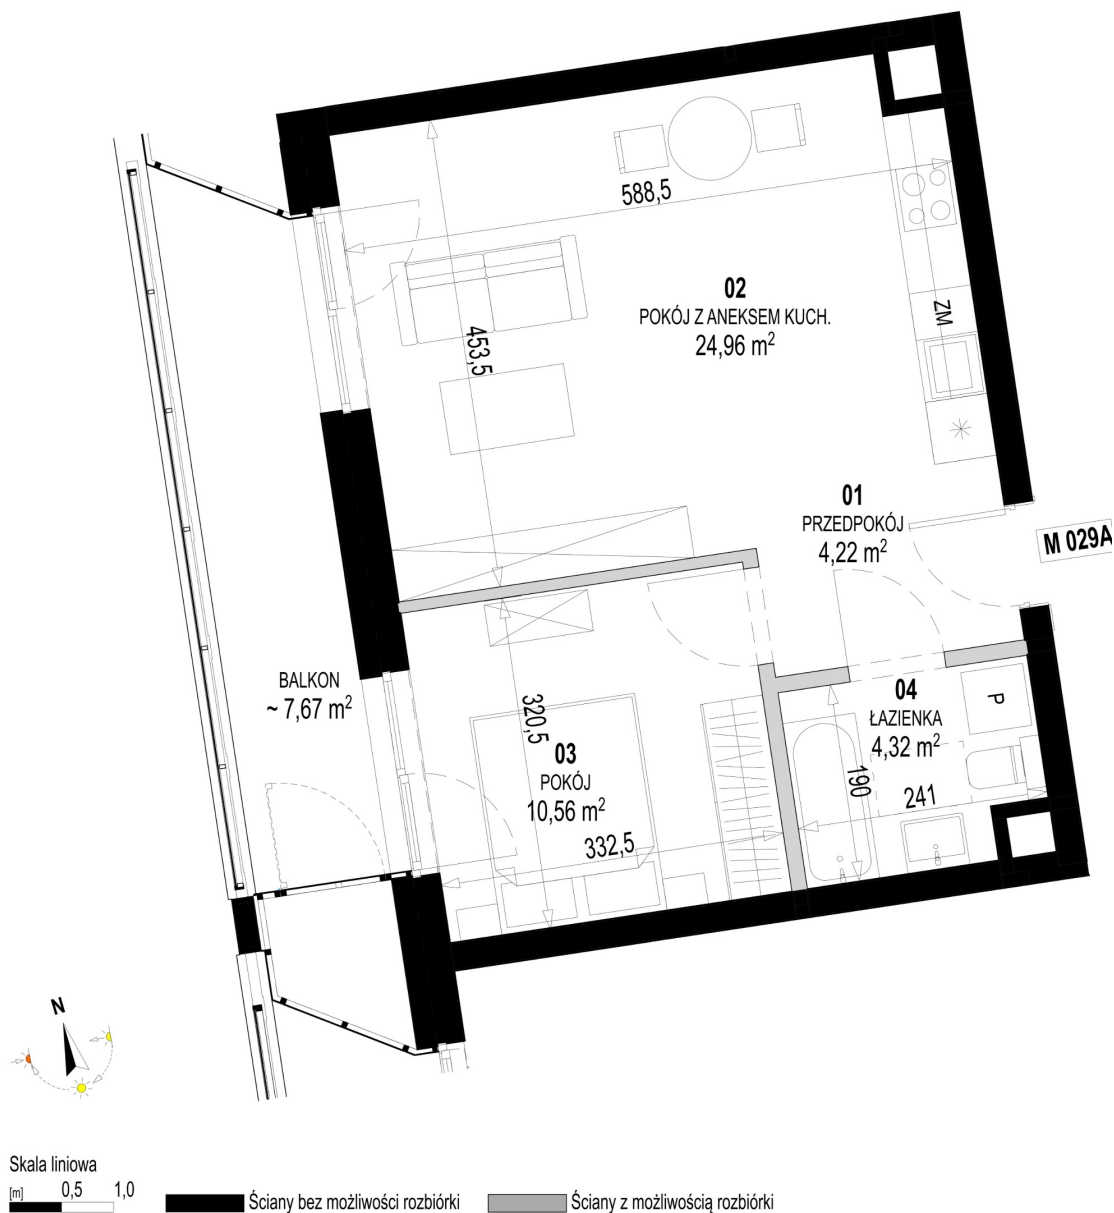 588,5
02
POKÓJ Z ANEKSEM KUCH.
24,96 m²
ZM
453,5
01
PRZEDPOKÓJ
4,22 m²
M 029A
BALKON
~ 7,67 m²
320,5
03
POKÓJ
10,56 m²
332,5
04
ŁAZIENKA
4,32 m²
P
190
241
N
Skala liniowa
[m] 0,5 1,0
Ściany bez możliwości rozbiórki
Ściany z możliwością rozbiórki